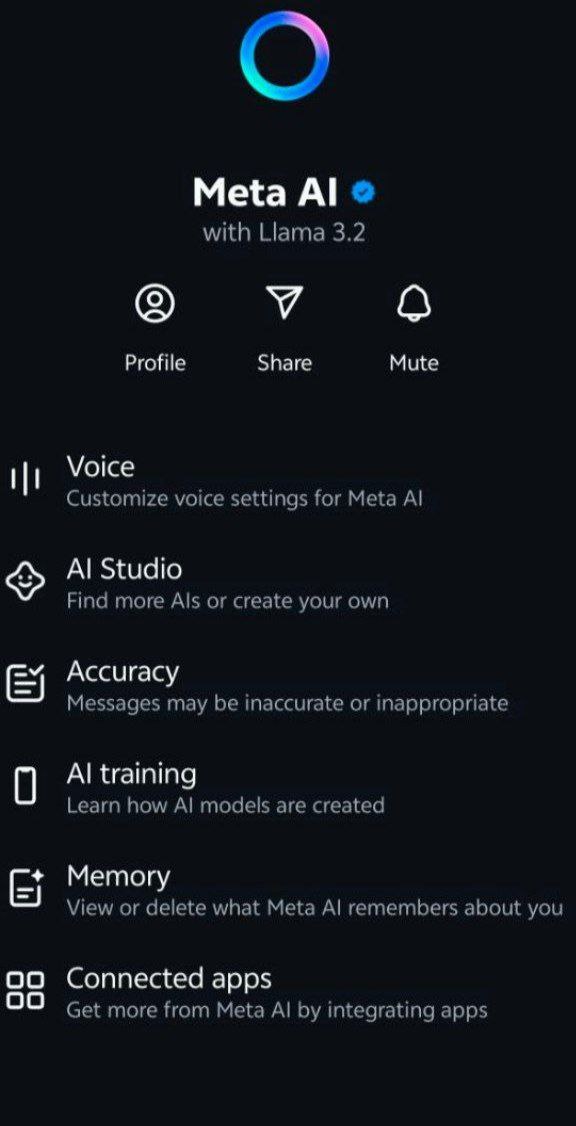 Meta AI
with Llama 3.2
Profile
Share
Mute
Voice
Customize voice settings for Meta AI
AI Studio
Find more AIs or create your own
Accuracy
Messages may be inaccurate or inappropriate
AI training
Learn how AI models are created
Memory
View or delete what Meta AI remembers about you
Connected apps
Get more from Meta AI by integrating apps